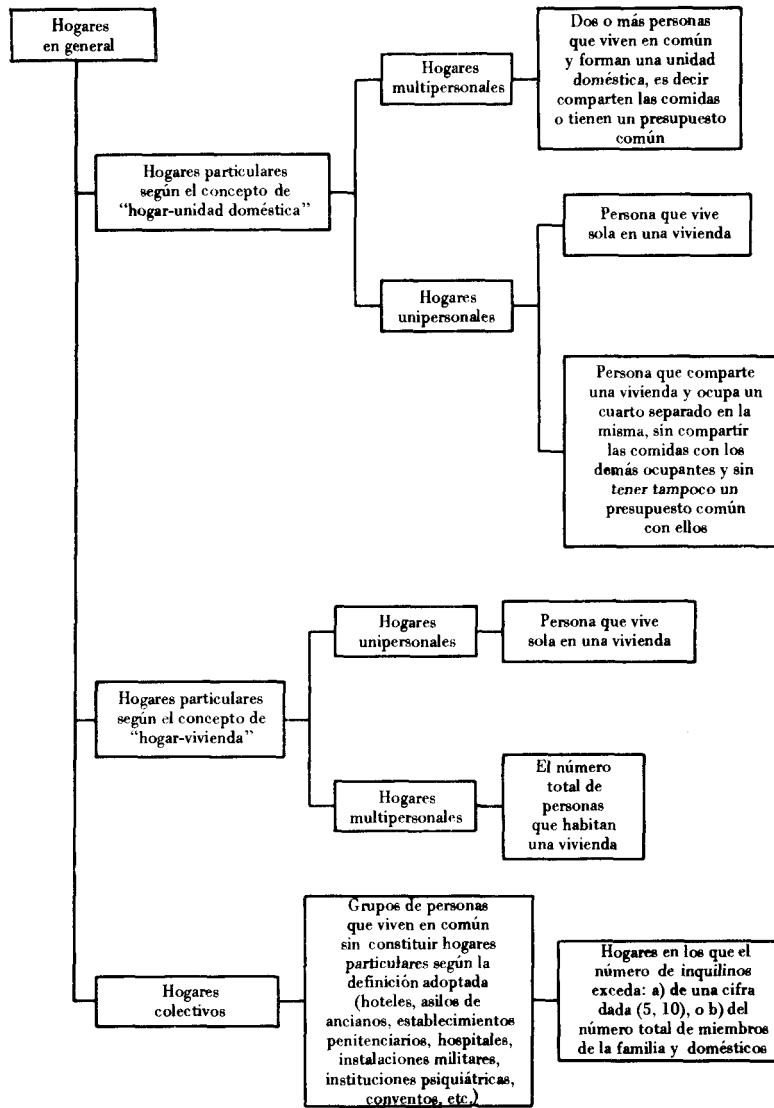 Hogares
en general
Hogares particulares
según el concepto de
“hogar-unidad doméstica”
Hogares
multipersonales
Dos o más personas
que viven en común
y forman una unidad
doméstica, es decir
comparten las comidas
o tienen un presupuesto
común
Hogares
unipersonales
Persona que vive
sola en una vivienda
Persona que comparte
una vivienda y ocupa un
cuarto separado en la
misma, sin compartir
las comidas con los
demás ocupantes y sin
tener tampoco un
presupuesto común
con ellos
Hogares particulares
según el concepto de
“hogar-vivienda”
Hogares
unipersonales
Persona que vive
sola en una vivienda
Hogares
multipersonales
El número
total de
personas
que habitan
una vivienda
Hogares
colectivos
Grupos de personas
que viven en común
sin constituir hogares
particulares según la
definición adoptada
(hoteles, asilos de
ancianos, establecimientos
penitenciarios, hospitales,
instalaciones militares,
instituciones psiquiátricas,
conventos, etc.)
Hogares en los que el
número de inquilinos
exceda: a) de una cifra
dada (5, 10), o b) del
número total de miembros
de la familia y domésticos